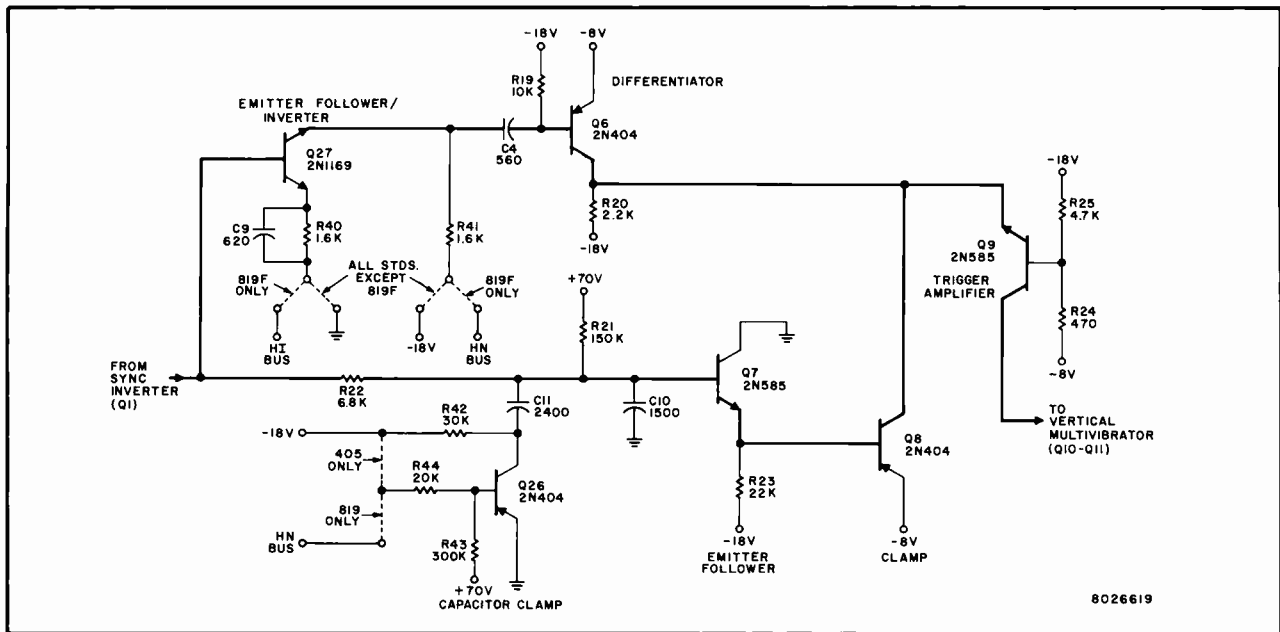 -18V
-8V
R19
10K
DIFFERENTIATOR
EMITTER FOLLOWER/
INVERTER
Q27
2N1169
C4
560
Q6
2N404
-18V
R25
4.7K
C9
620
R40
1.6K
R41
1.6K
R20
2.2K
-18V
Q9
2N585
TRIGGER
AMPLIFIER
819F
ONLY
ALL STDS.
EXCEPT
819F
819F
ONLY
+70V
R24
470
HI
BUS
-18V
HN
BUS
R21
150K
~8V
FROM
SYNC
INVERTER
(Q1)
R22
6.8K
Q7
2N585
C11
2400
C10
1500
TO
VERTICAL
MULTIVIBRATOR
(Q10-Q11)
-18V
R42
30K
405
ONLY
R44
20K
Q26
2N404
Q8
2N404
819
ONLY
R23
22K
HN
BUS
R43
300K
-18V
EMITTER
FOLLOWER
-8V
CLAMP
+70V
CAPACITOR CLAMP
8026619